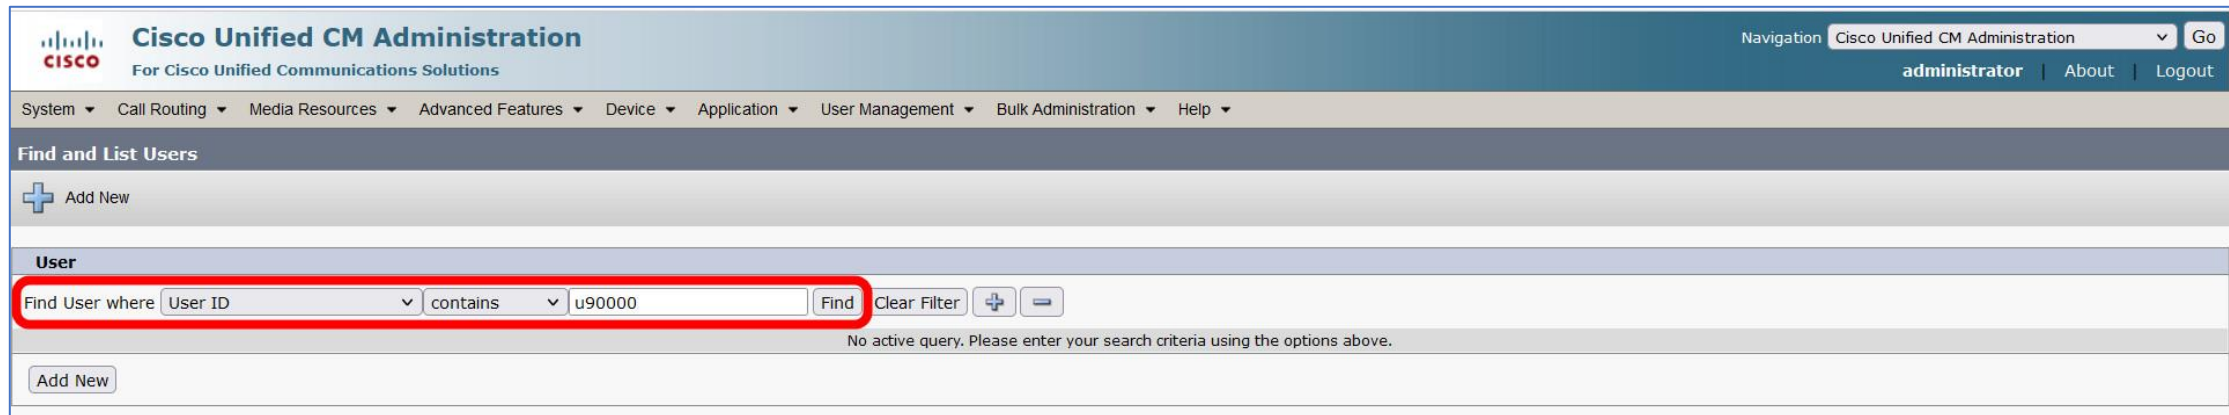 Cisco Unified CM Administration
For Cisco Unified Communications Solutions
CISCO
Navigation Cisco Unified CM Administration Go
administrator | About | Logout
System Call Routing Media Resources Advanced Features Device Application User Management Bulk Administration Help
Find and List Users
Add New
User
Find User where User ID contains u90000 Find Clear Filter
No active query. Please enter your search criteria using the options above.
Add New